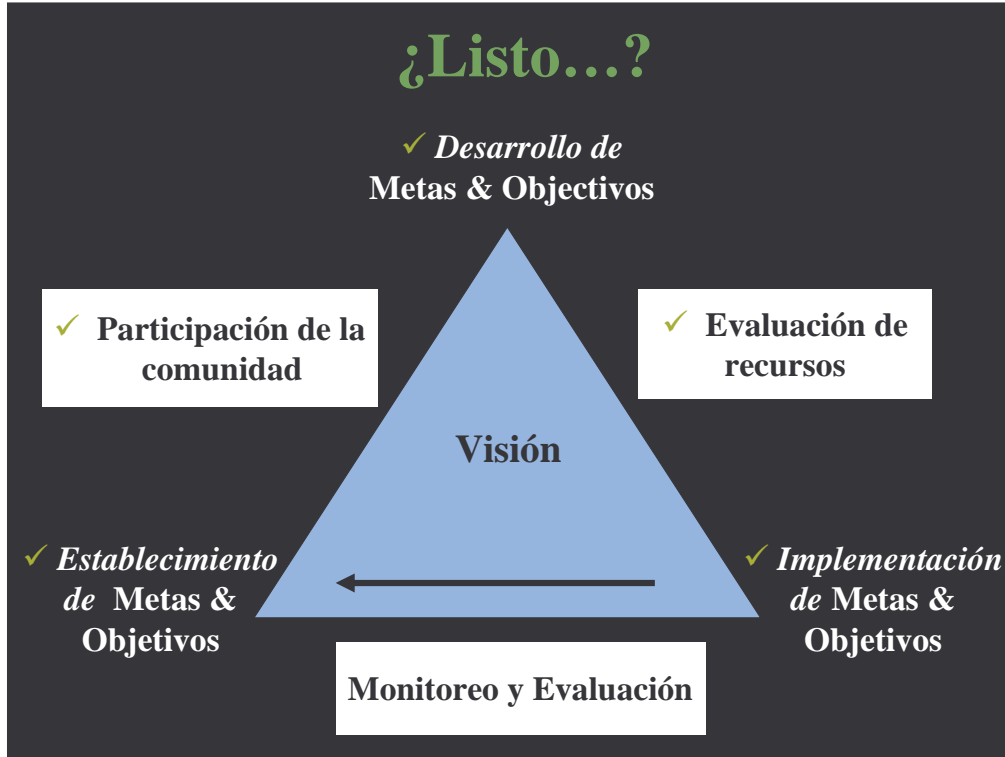 ¿Listo…?
✓ Desarrollo de
Metas & Objectivos
✓ Participación de la
comunidad
✓ Evaluación de
recursos
Visión
✓ Establecimiento
de Metas &
Objetivos
✓ Implementación
de Metas &
Objetivos
Monitoreo y Evaluación